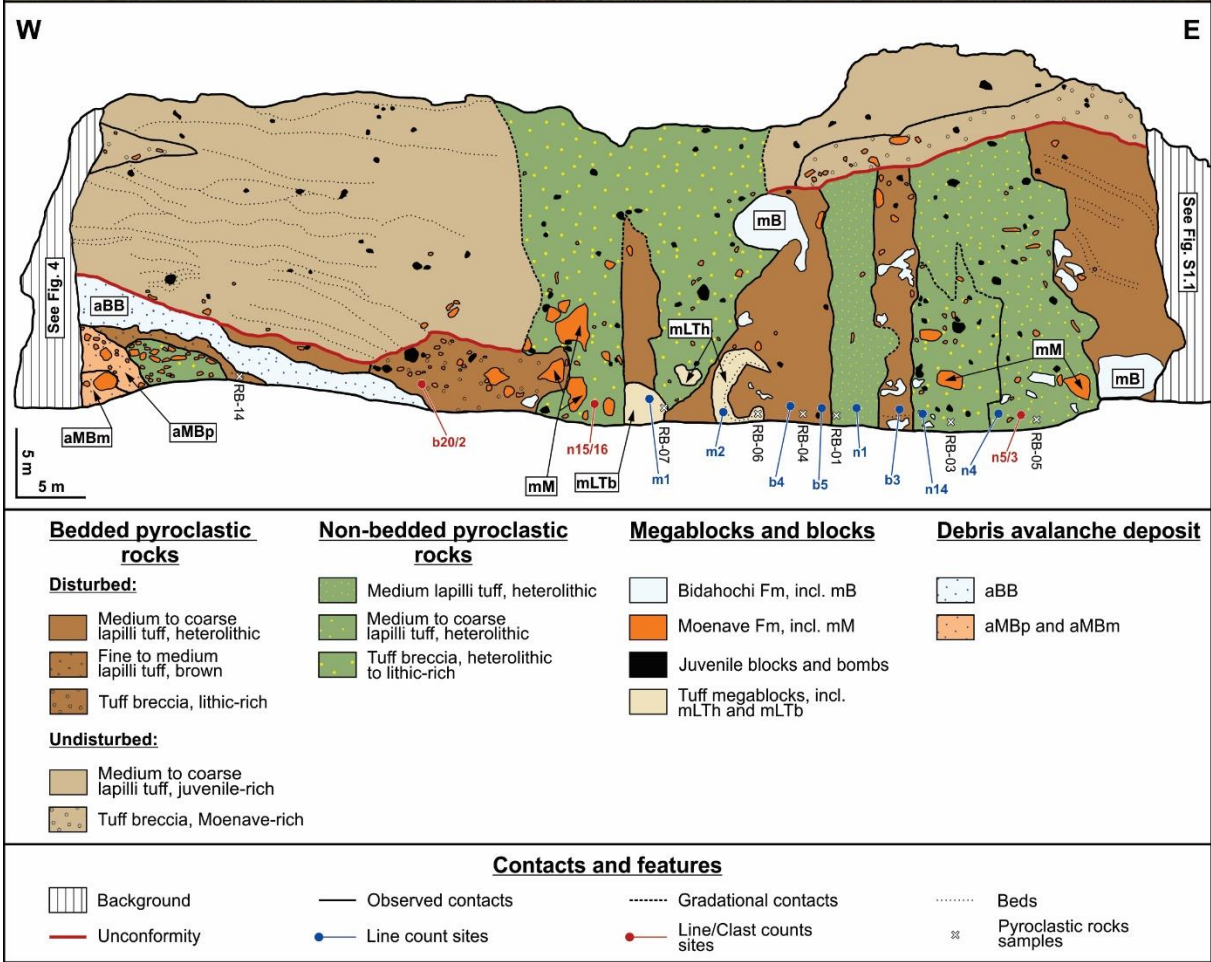 W
E
See Fig. 4
See Fig. S1.1
mB
aBB
mLTh
mM
mB
RB-14
aMBm
aMBp
b20/2
n15/16
mM
mLTb
m1
RB-07
m2
RB-06
b4
RB-04
b5
RB-01
n1
b3
n14
RB-03
n4
n5/3
RB-05
5 m
5 m
Bedded pyroclastic
rocks
Disturbed:
Medium to coarse
lapilli tuff, heterolithic
Fine to medium
lapilli tuff, brown
Tuff breccia, lithic-rich
Undisturbed:
Medium to coarse
lapilli tuff, juvenile-rich
Tuff breccia, Moenave-rich
Non-bedded pyroclastic
rocks
Medium lapilli tuff, heterolithic
Medium to coarse
lapilli tuff, heterolithic
Tuff breccia, heterolithic
to lithic-rich
Megablocks and blocks
Bidahochi Fm, incl. mB
Moenave Fm, incl. mM
Juvenile blocks and bombs
Tuff megablocks, incl.
mLTh and mLTb
Debris avalanche deposit
aBB
aMBp and aMBm
Contacts and features
Background
Observed contacts
Gradational contacts
Beds
Unconformity
Line count sites
Line/Clast counts
sites
Pyroclastic rocks
samples